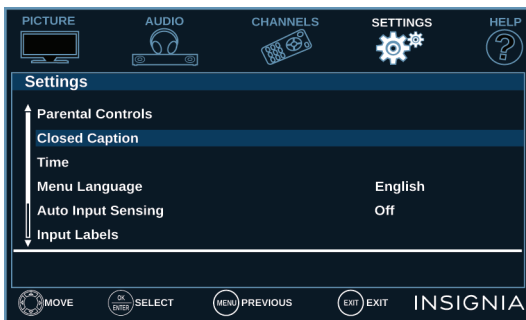 PICTURE AUDIO CHANNELS SETTINGS HELP
Settings
Parental Controls
Closed Caption
Time
Menu Language English
Auto Input Sensing Off
Input Labels
MOVE OK ENTER SELECT MENU PREVIOUS EXIT EXIT INSIGNIA